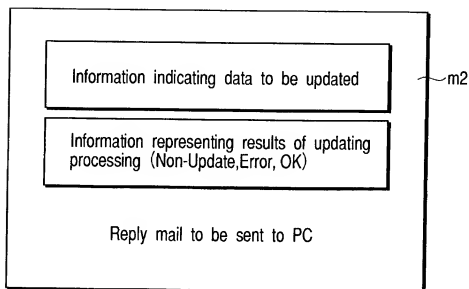 Information indicating data to be updated
m2
Information representing results of updating
processing (Non-Update,Error, OK)
Reply mail to be sent to PC